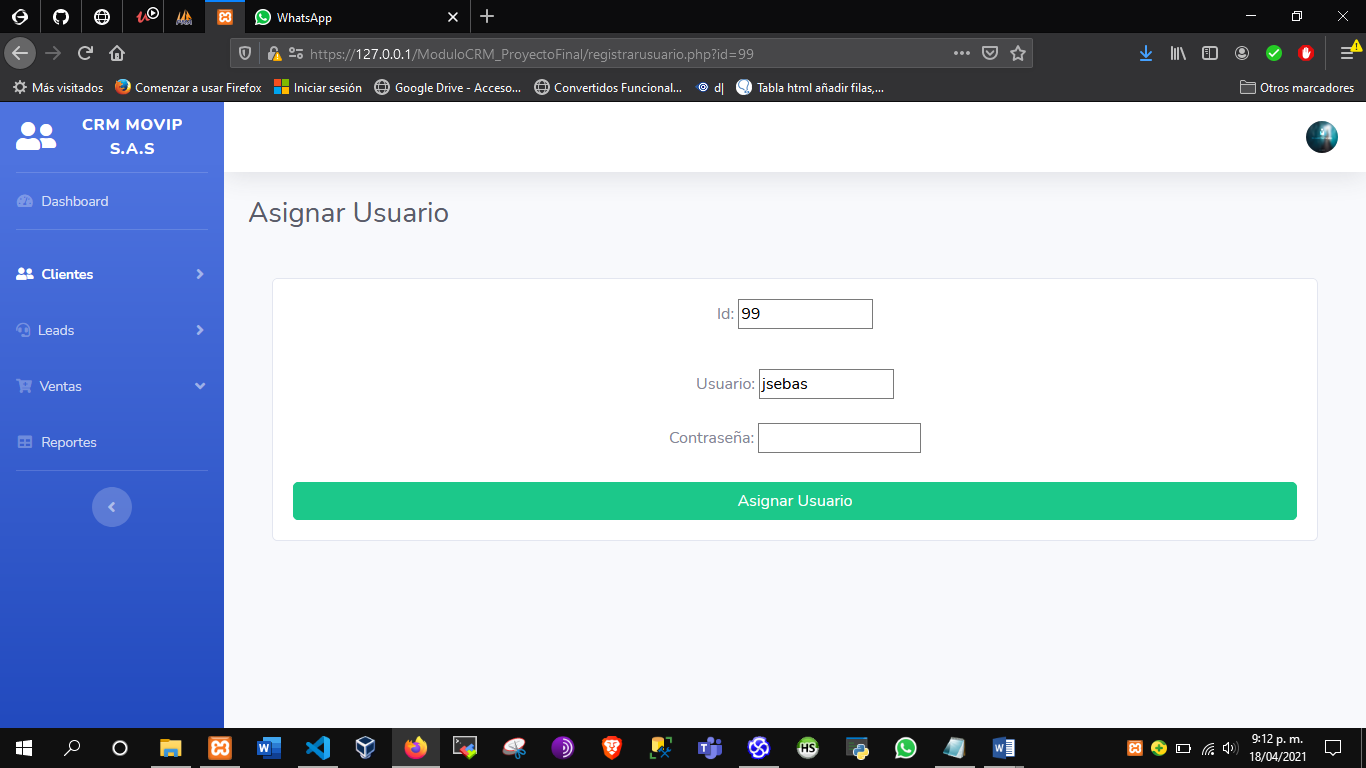 WhatsApp
https://127.0.0.1/ModuloCRM_ProyectoFinal/registrarusuario.php?id=99
Más visitados
Comenzar a usar Firefox
Iniciar sesión
Google Drive - Acceso...
Convertidos Funcional...
d|
Tabla html añadir filas,...
Otros marcadores
CRM MOVIP
S.A.S
Dashboard
Clientes
Leads
Ventas
Reportes
Asignar Usuario
Id: 99
Usuario: jsebas
Contraseña:
Asignar Usuario
HS
9:12 p. m.
18/04/2021